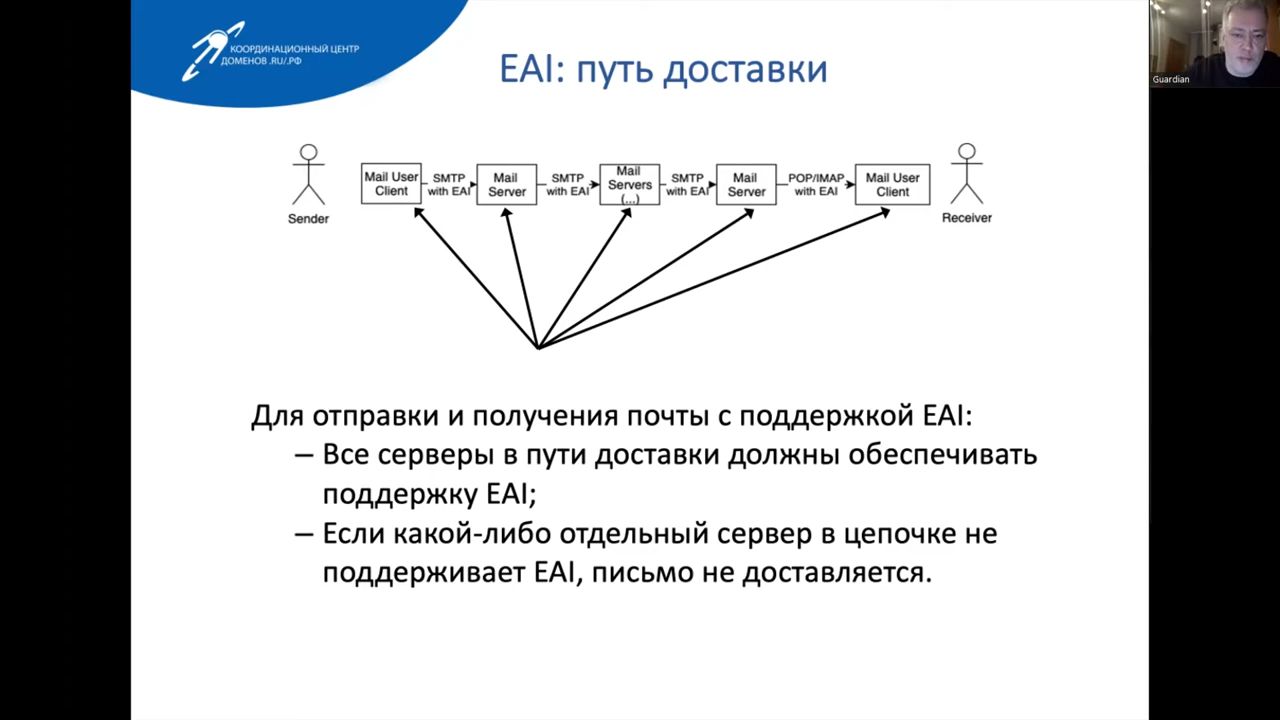 КООРДИНАЦИОННЫЙ ЦЕНТР
ДОМЕНОВ .RU/.РФ
EAI: путь доставки
Guardian
Sender
Mail User
Client
SMTP
with EAI
Mail
Server
SMTP
with EAI
Mail
Servers
(...)
SMTP
with EAI
Mail
Server
POP/IMAP
with EAI
Mail User
Client
Receiver
Для отправки и получения почты с поддержкой EAI:
– Все серверы в пути доставки должны обеспечивать
поддержку EAI;
– Если какой-либо отдельный сервер в цепочке не
поддерживает EAI, письмо не доставляется.